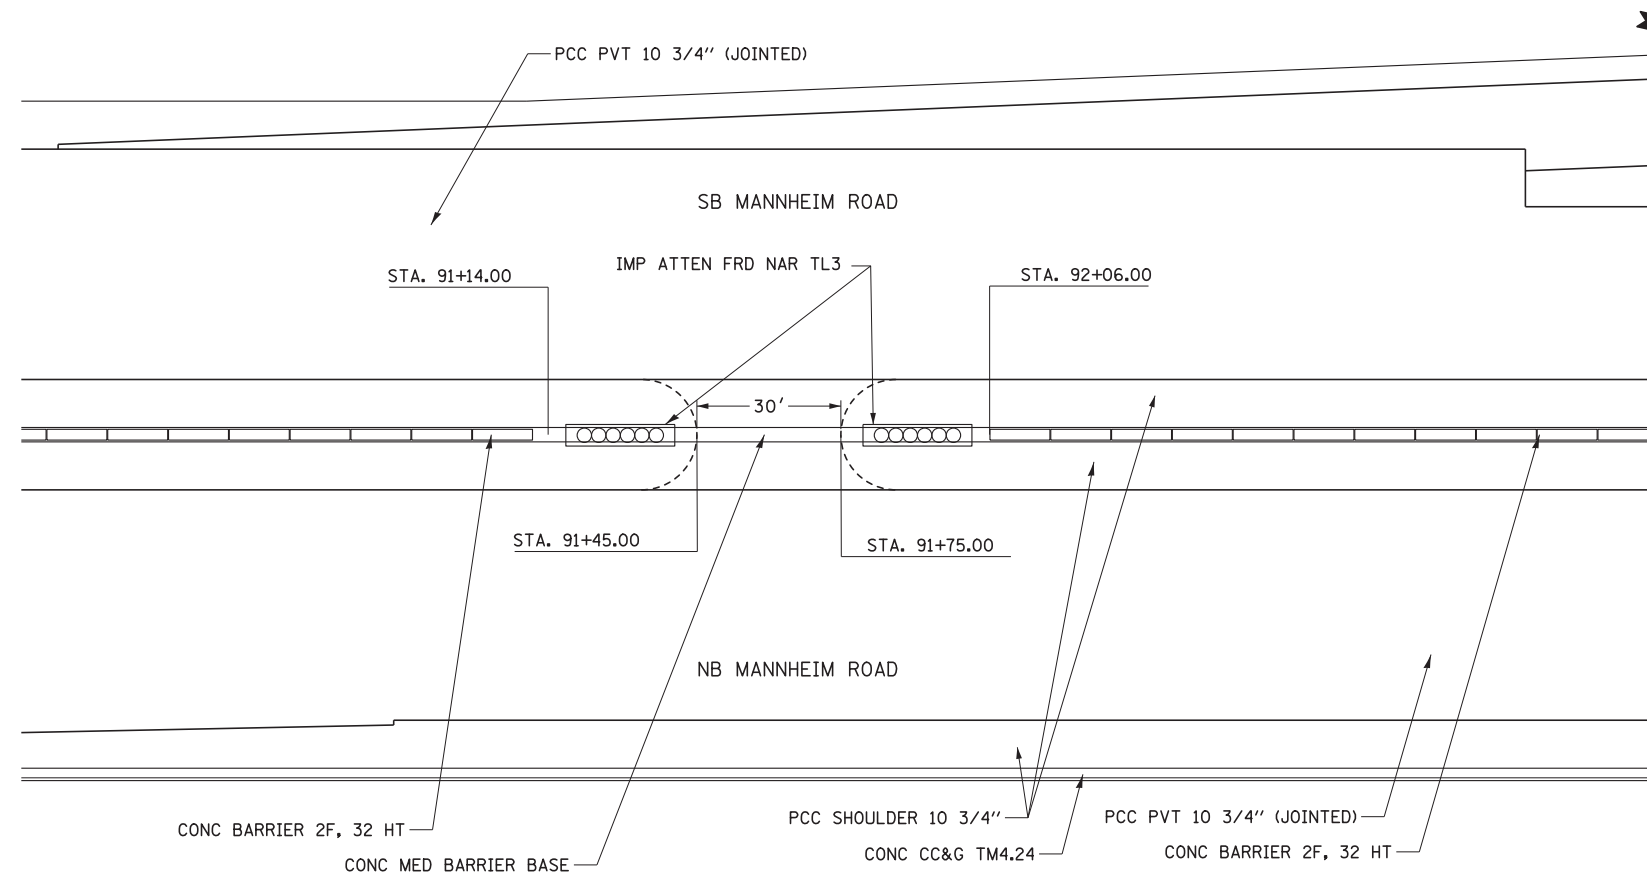 PCC PVT 10 3/4" (JOINTED)
SB MANNHEIM ROAD
IMP ATTEN FRD NAR TL3
STA. 91+14.00
STA. 92+06.00
30'
STA. 91+45.00
STA. 91+75.00
NB MANNHEIM ROAD
PCC SHOULDER 10 3/4"
PCC PVT 10 3/4" (JOINTED)
CONC BARRIER 2F, 32 HT
CONC CC&G TM4.24
CONC BARRIER 2F, 32 HT
CONC MED BARRIER BASE